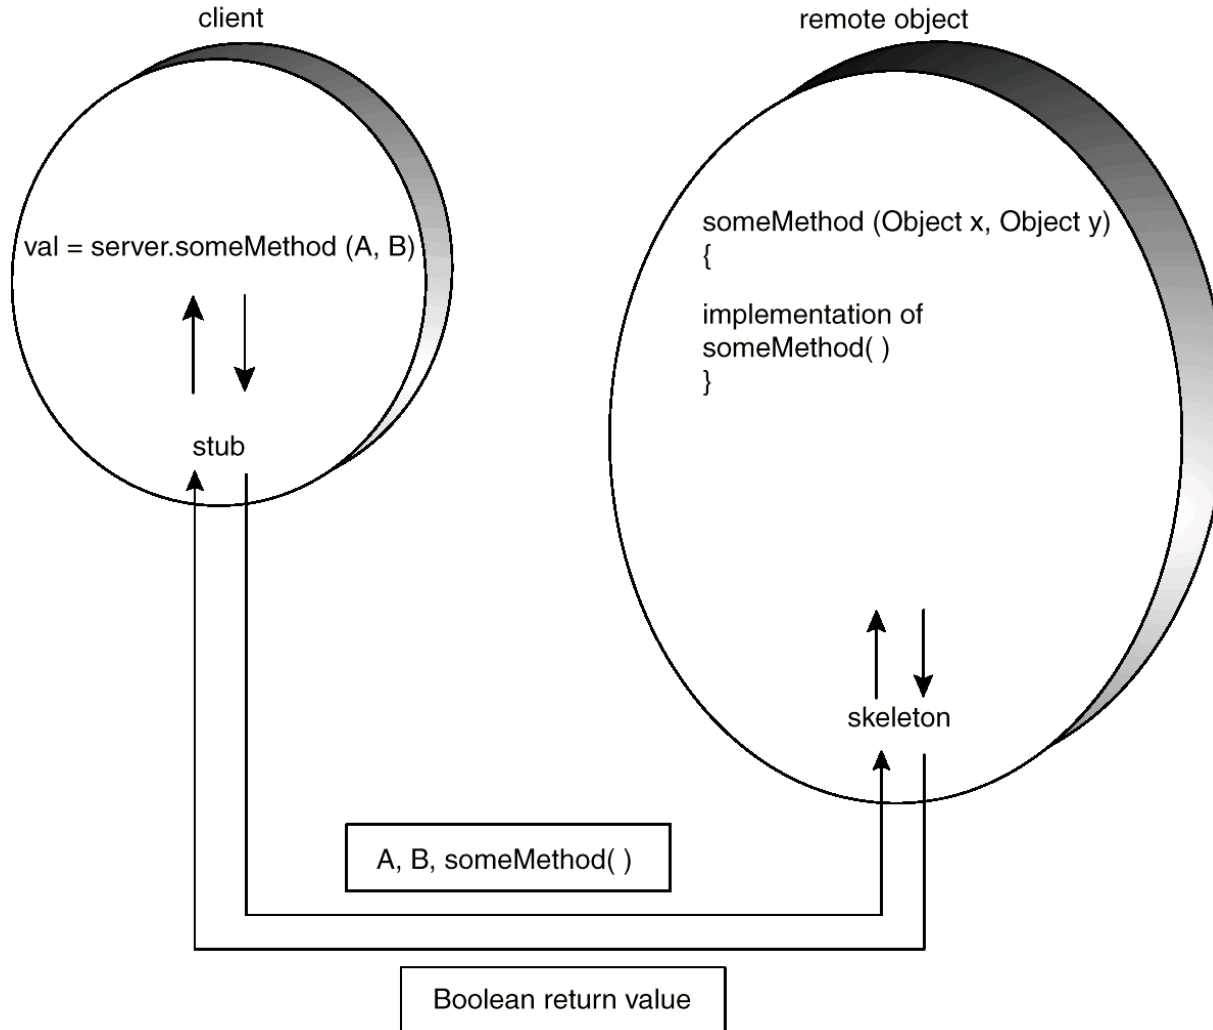 client
remote object
val = server.someMethod (A, B)
stub
someMethod (Object x, Object y)
{
implementation of
someMethod( )
}
skeleton
A, B, someMethod( )
Boolean return value